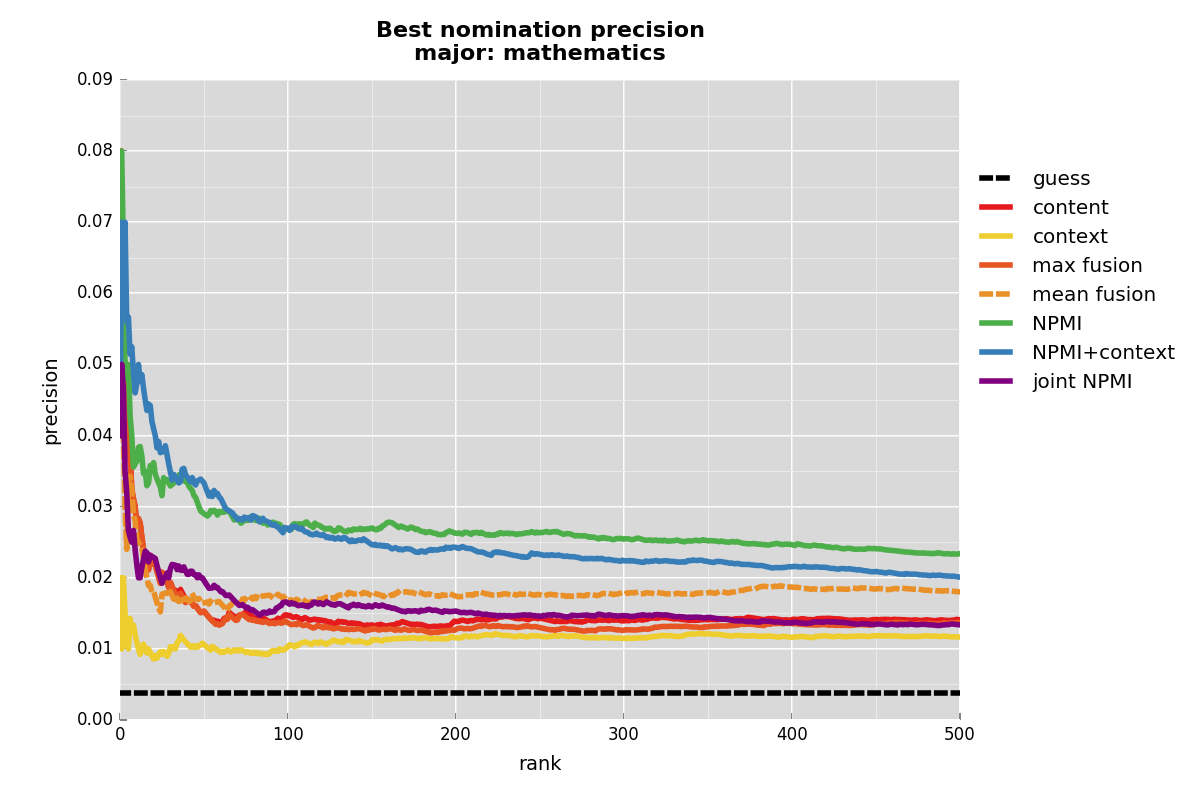 Best nomination precision
major: mathematics
0.09
0.08
0.07
0.06
0.05
0.04
0.03
0.02
0.01
0.00
precision
0
100
200
300
400
500
rank
guess
content
context
max fusion
mean fusion
NPMI
NPMI+context
joint NPMI